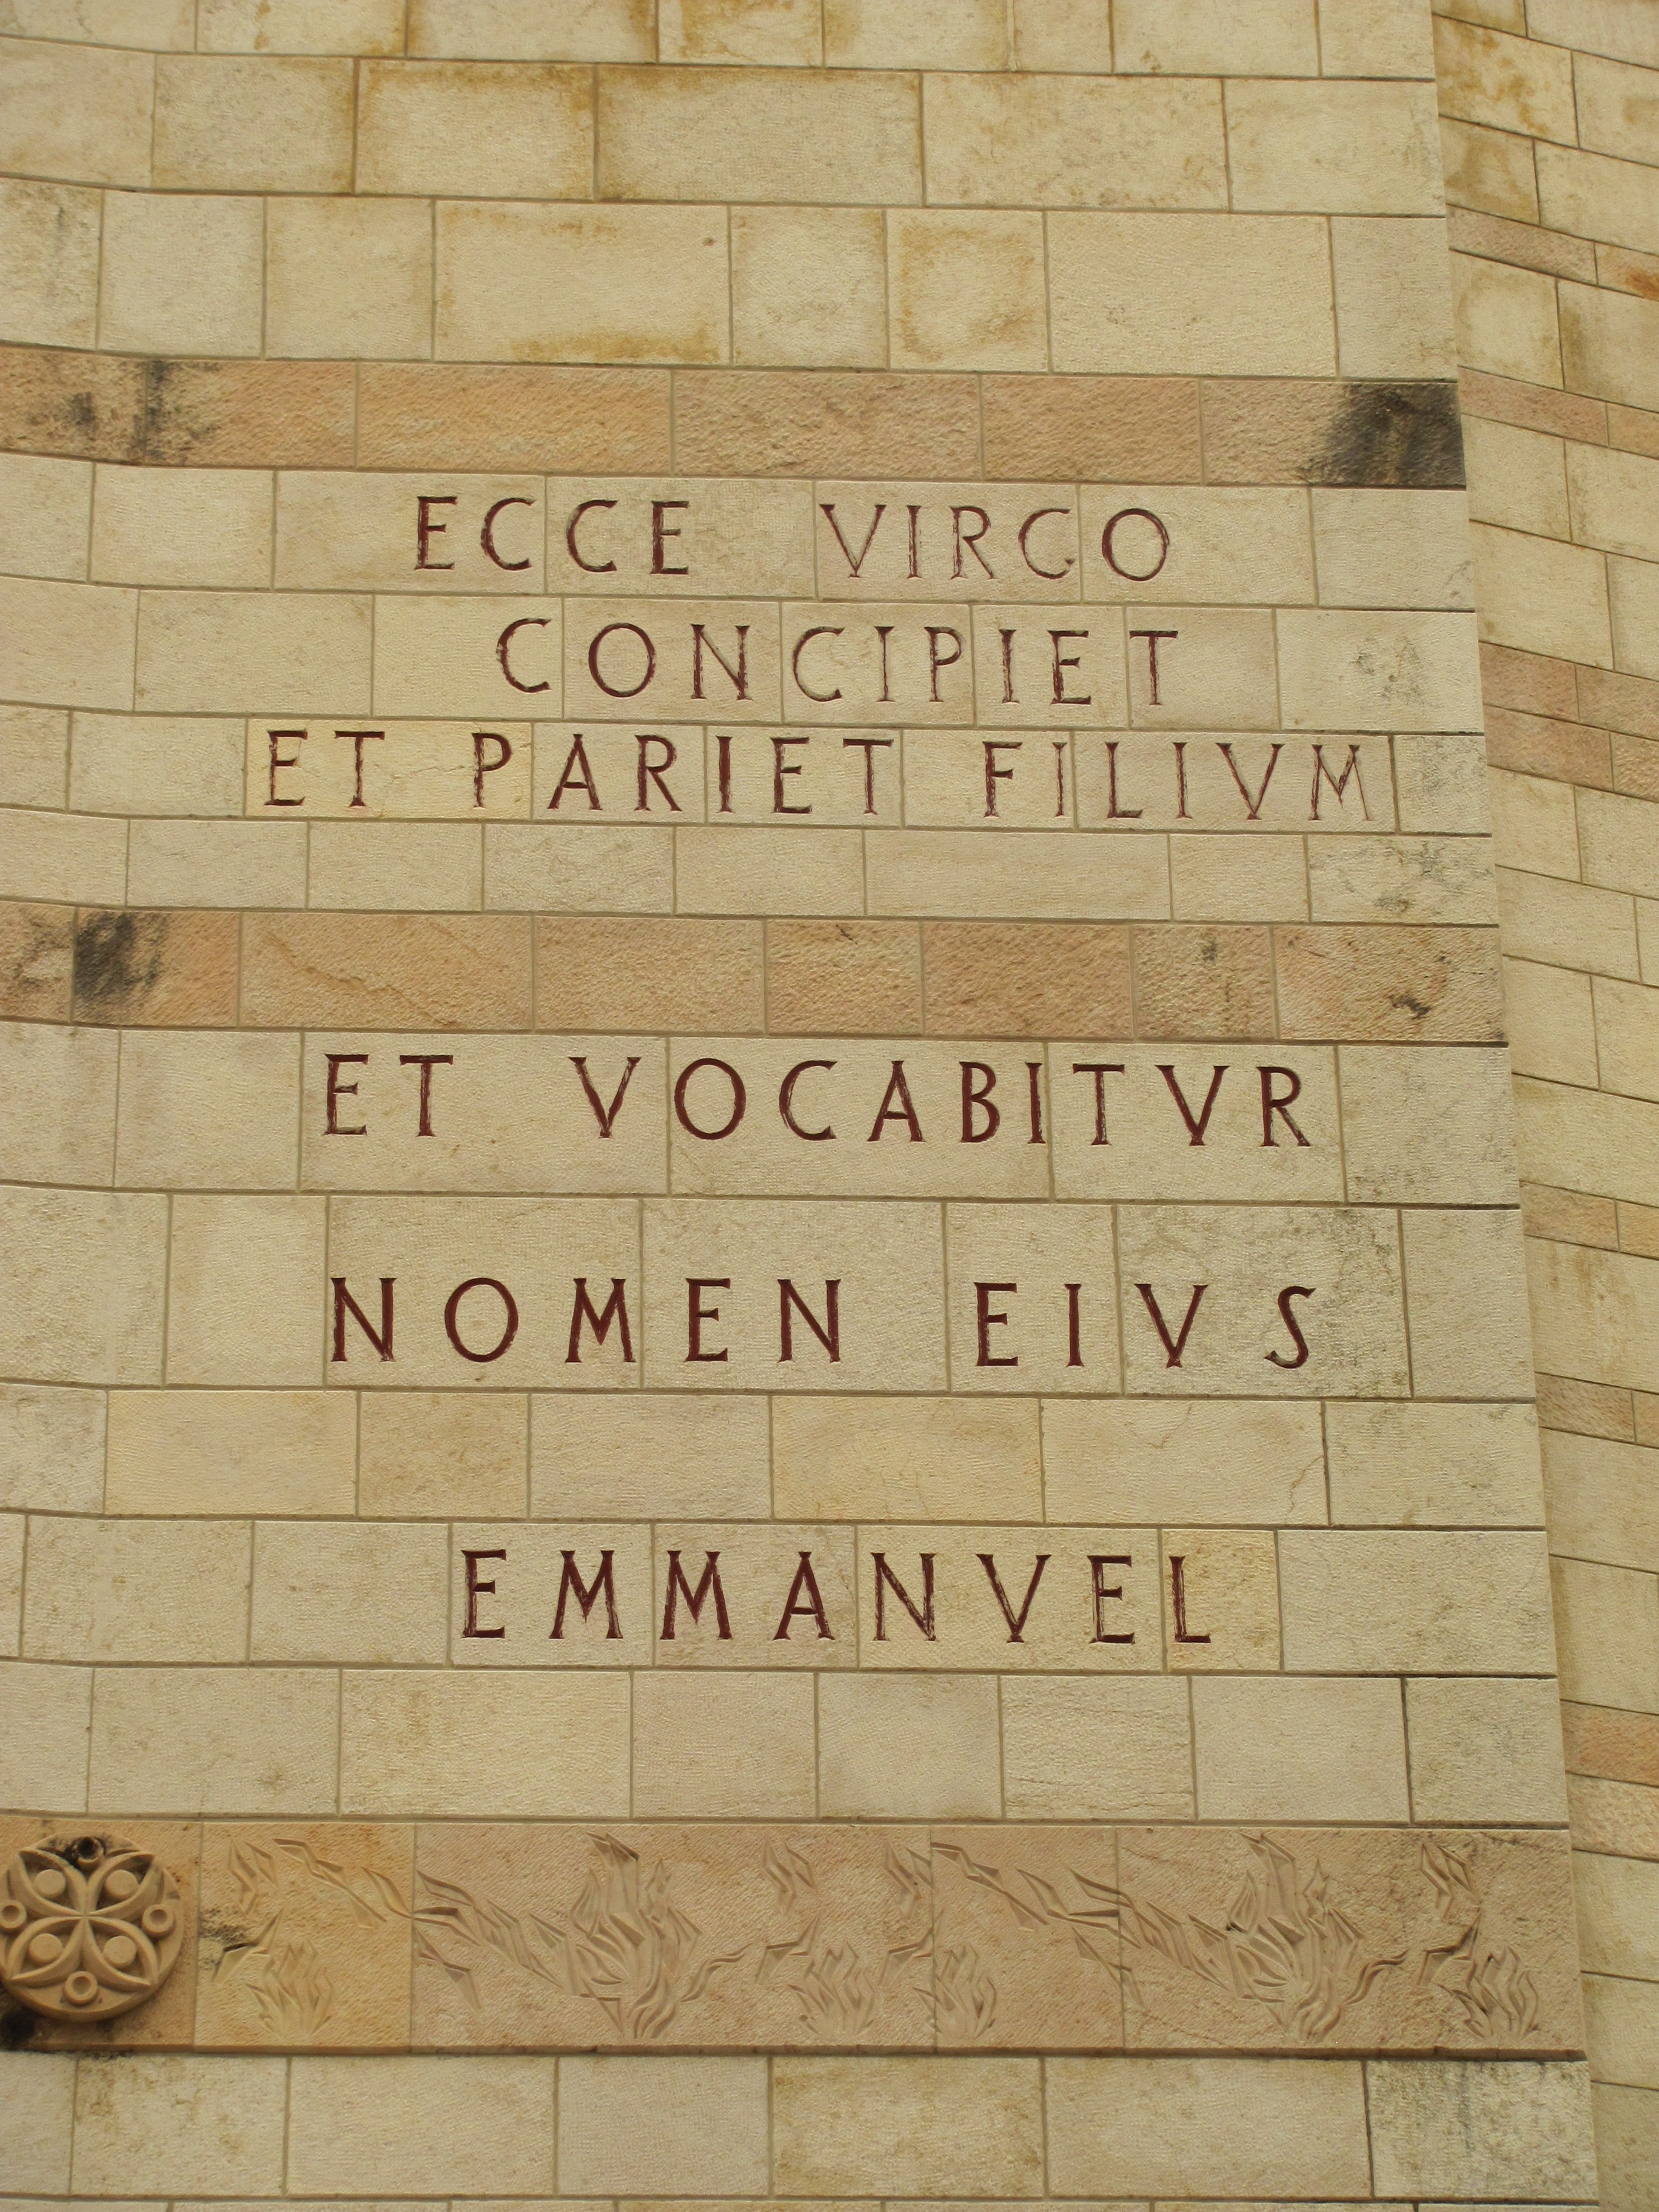 ECCE VIRGO
CONCIPIET
ET PARIET FILIVM
ET VOCABITVR
NOMEN EIVS
EMMANVEL